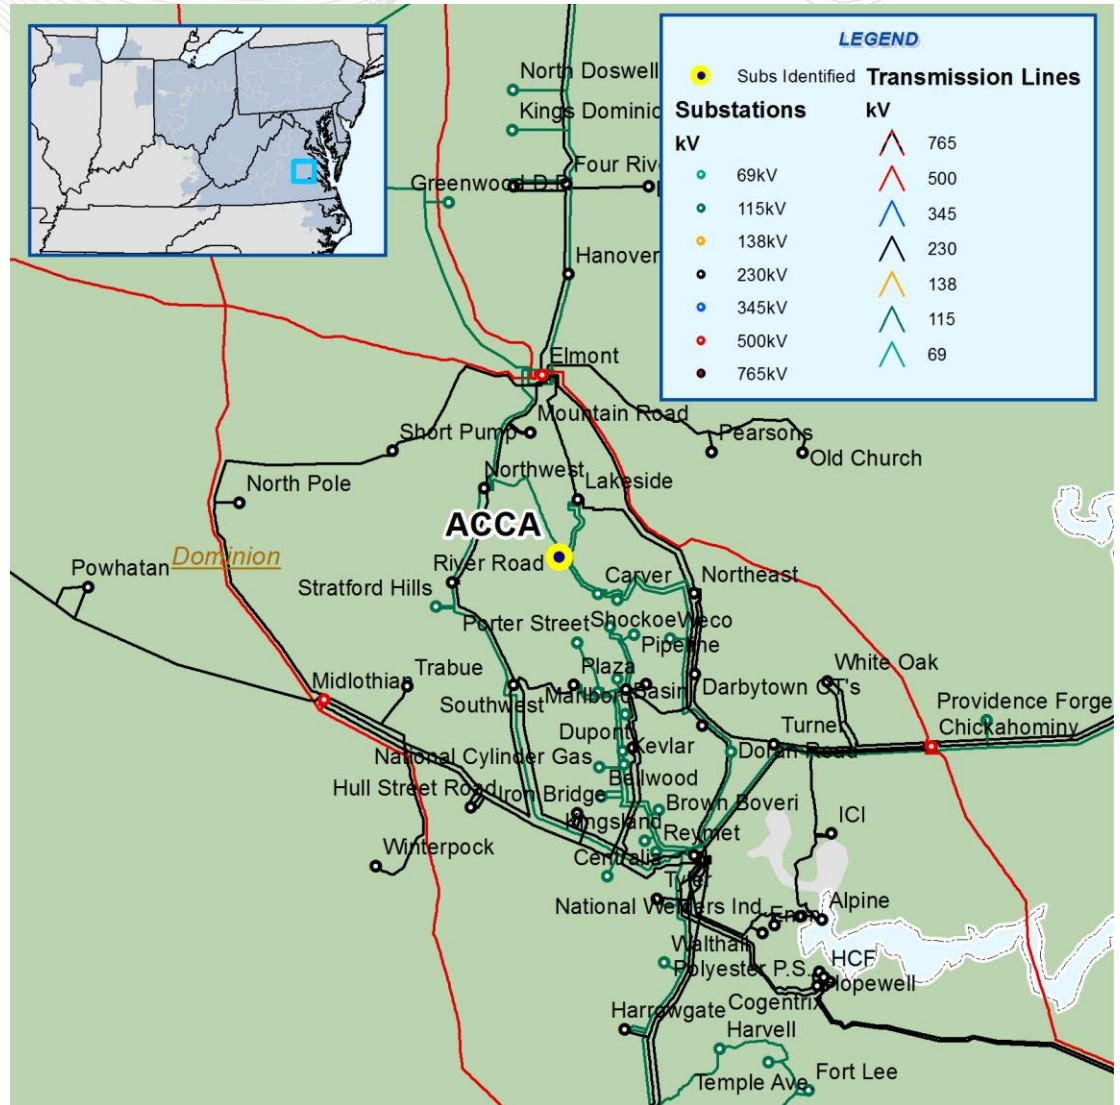 LEGEND
Subs Identified
Transmission Lines
Substations
kV
kV
69kV
115kV
138kV
230kV
345kV
500kV
765kV
765
500
345
230
138
115
69
North Doswell
Kings Dominio
Four Rive
Greenwood D.P.
Hanover
Elmont
Mountain Road
Short Pump
Pearsons
Old Church
Northwest
Lakeside
North Pole
ACCA
Dominion
Powhatan
River Road
Carver
Northeast
Stratford Hills
Porter Street
Shockoe
Weco
Pipeline
Plaza
White Oak
Trabue
Midlothian
Marlboro
Basin
Darbytown CT's
Southwest
Providence Forge
Chickahominy
Turner
Dupont
Kevlar
Doran Road
National Cylinder Gas
Bellwood
Hull Street Road
Iron Bridge
Brown Boveri
Kingsland
Reymet
ICI
Winterpock
Centralia
Tyler
National Welders Ind.
Enon
Alpine
Walthall
Polyester P.S.
HCF
Hopewell
Cogentrix
Harrowgate
Harvell
Temple Ave
Fort Lee